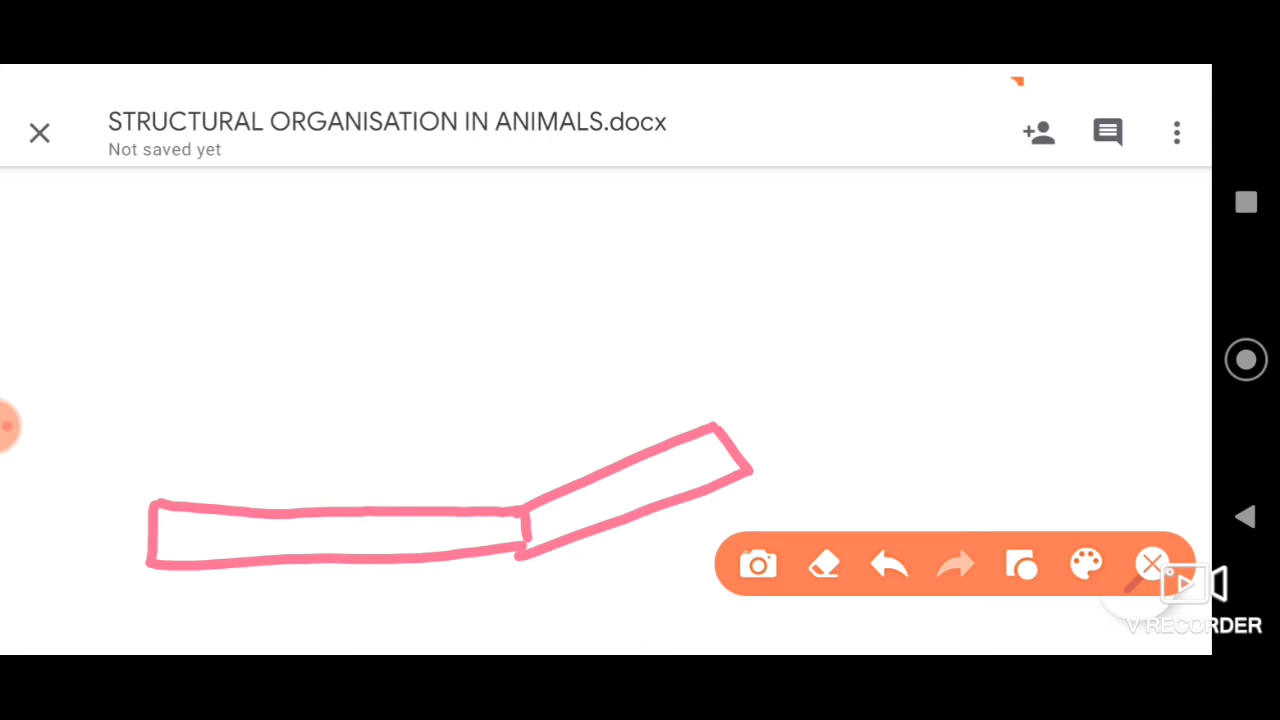 STRUCTURAL ORGANISATION IN ANIMALS.docx
Not saved yet
V RECORDER